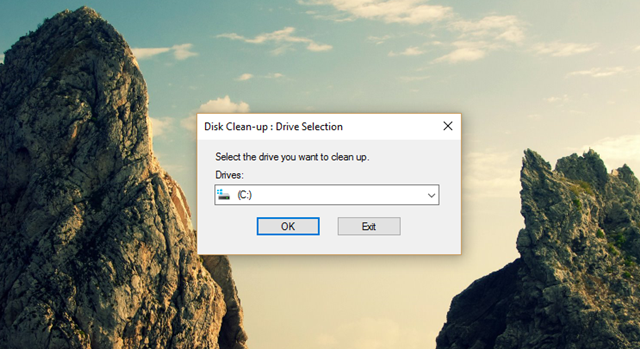 Disk Clean-up : Drive Selection
Select the drive you want to clean up.
Drives:
(C:)
OK
Exit